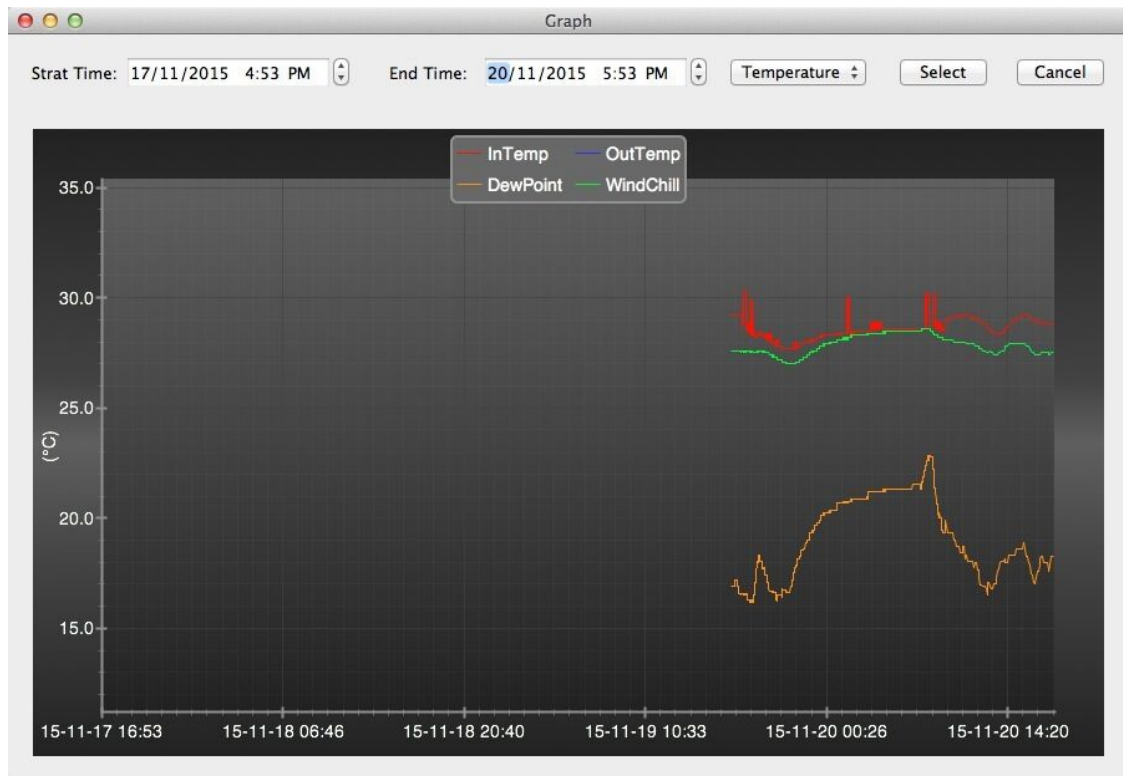 Graph
Strat Time: 17/11/2015 4:53 PM End Time: 20/11/2015 5:53 PM Temperature Select Cancel
InTemp OutTemp
DewPoint WindChill
35.0
30.0
25.0
(°C)
20.0
15.0
15-11-17 16:53 15-11-18 06:46 15-11-18 20:40 15-11-19 10:33 15-11-20 00:26 15-11-20 14:20